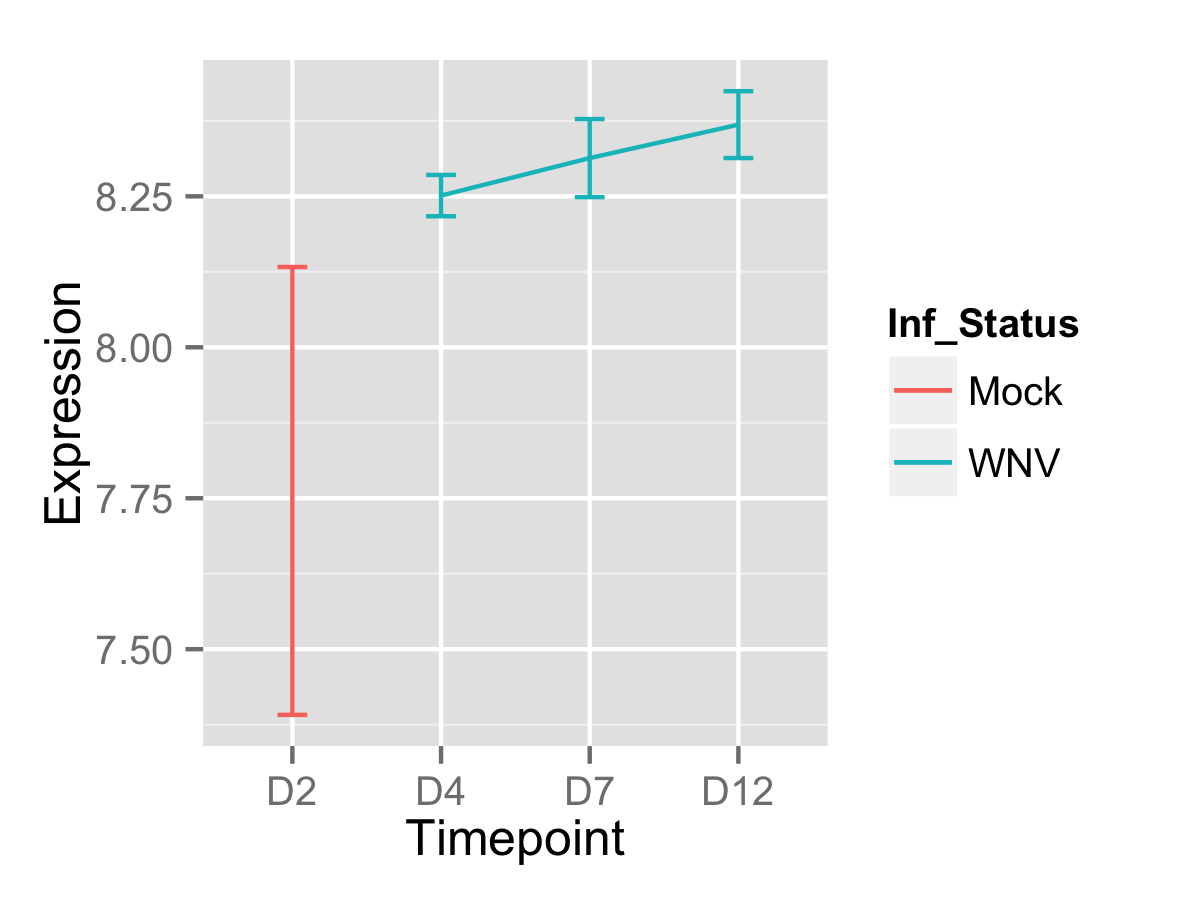 Expression
8.25
8.00
7.75
7.50
D2 D4 D7 D12
Timepoint
Inf_Status
Mock
WNV